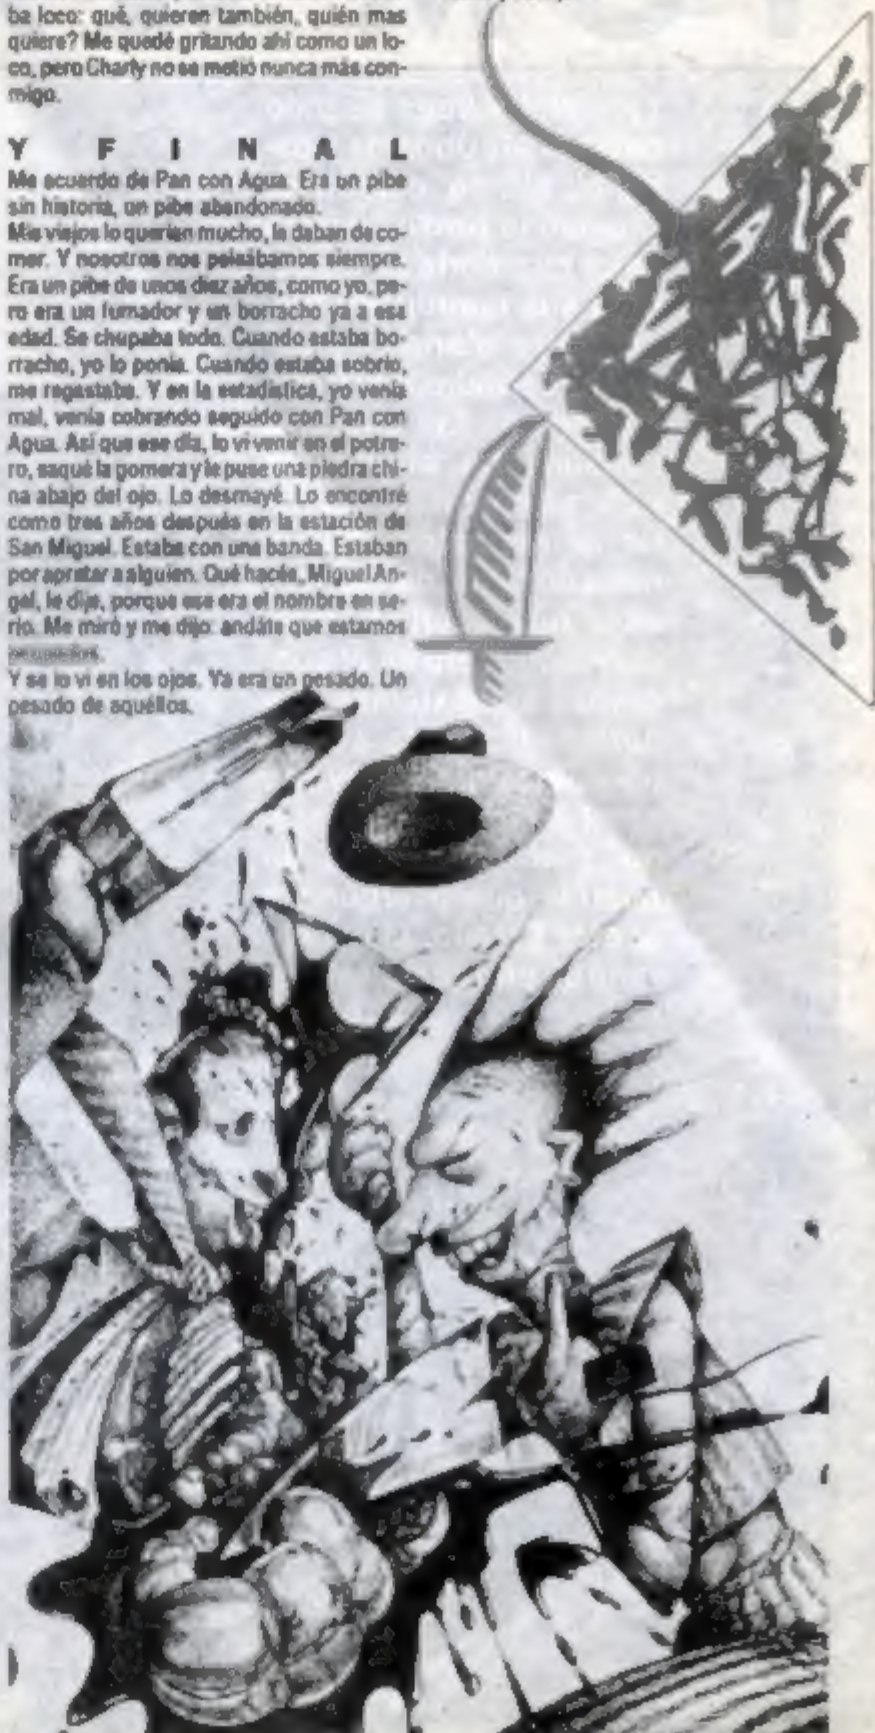 ba loco: qué, quieren también, quién mas
quiere? Me quedé gritando ahí como un lo-
co, pero Charly no se metió nunca más con-
migo.
Y FINAL
Me acuerdo de Pan con Agua. Era un pibe
sin historia, un pibe abandonado.
Mis viejos lo querían mucho, le daban de co-
mer. Y nosotros nos peleábamos siempre.
Era un pibe de unos diez años, como yo, pe-
ro era un fumador y un borracho ya a esa
edad. Se chupaba todo. Cuando estaba bo-
rracho, yo lo ponía. Cuando estaba sobrio,
me regastaba. Y en la estadística, yo venía
mal, venía cobrando seguido con Pan con
Agua. Así que ese día, lo vi venir en el potre-
ro, saqué la gomera y le puse una piedra chi-
na abajo del ojo. Lo desmayé. Lo encontré
como tres años después en la estación de
San Miguel. Estaba con una banda. Estaban
por apretar a alguien. Qué hacés, Miguel An-
gel, le dije, porque ese era el nombre en se-
rio. Me miró y me dijo: andáte que estamos
ocupados.
Y se lo vi en los ojos. Ya era un pesado. Un
pesado de aquéllos.